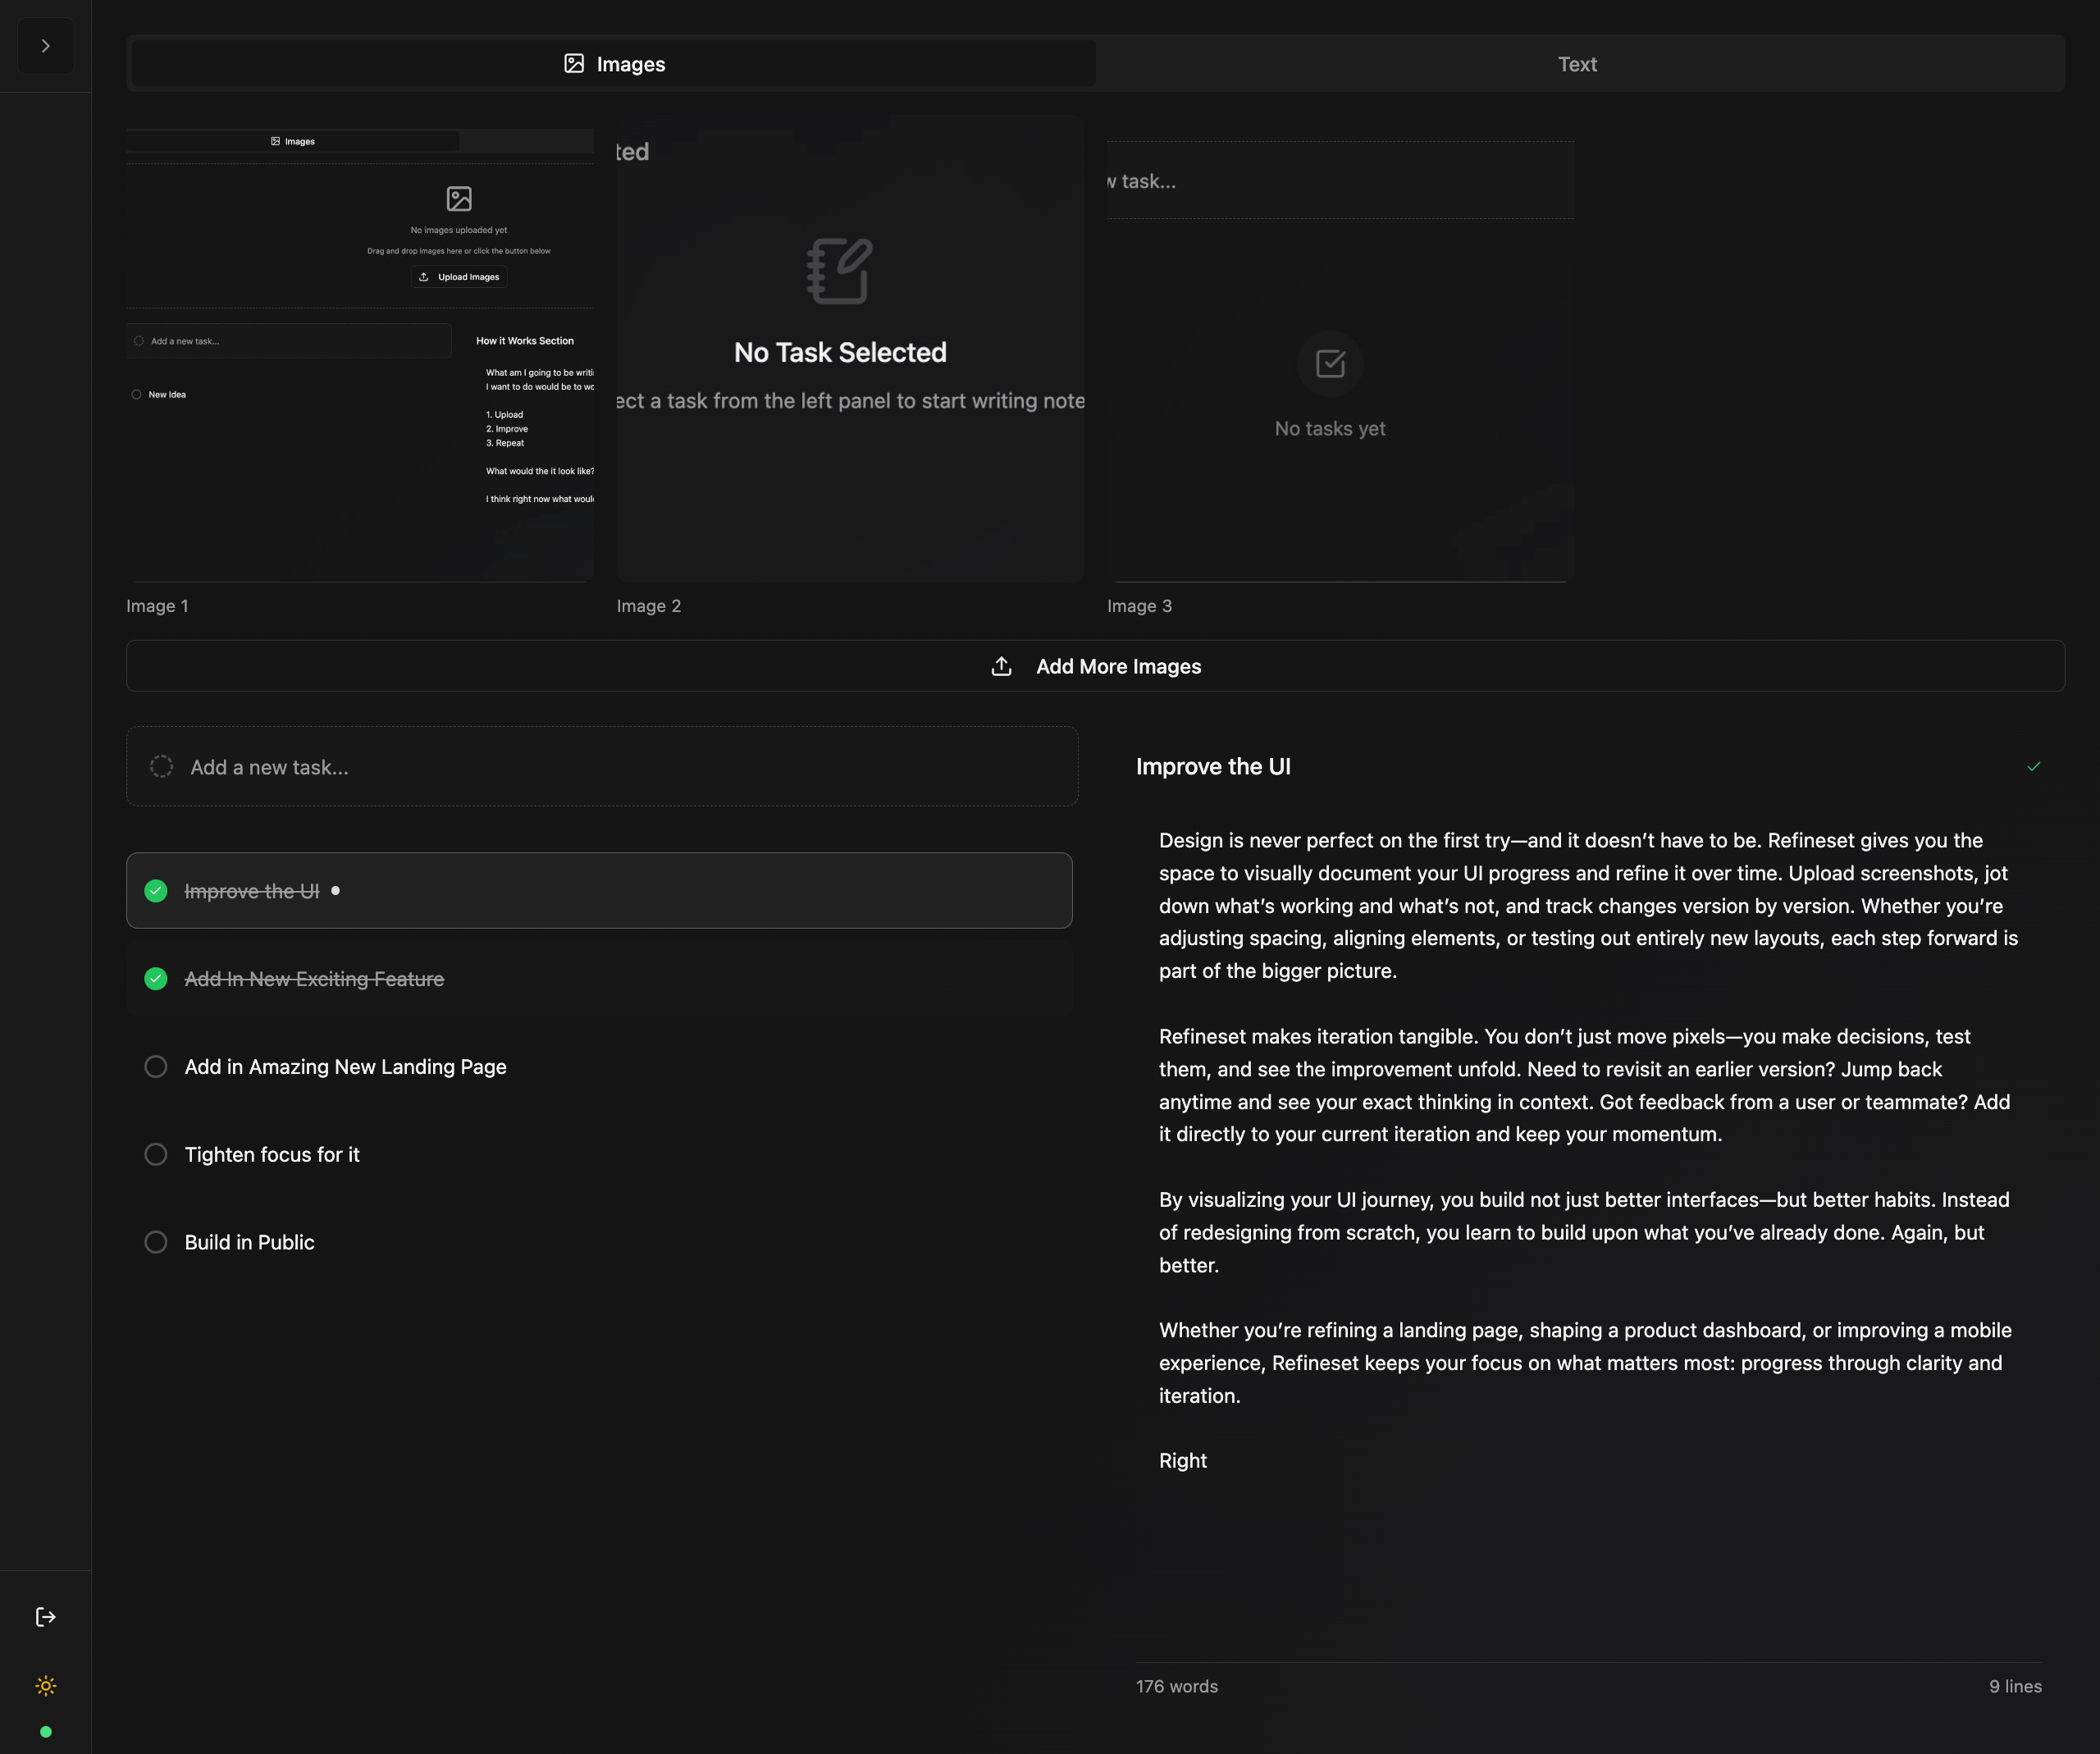 Images
Text
Images
No images uploaded yet
Drag and drop images here or click the button below
Upload Images
Add a new task...
New Idea
How it Works Section
What am I going to be writi
I want to do would be to wo
1. Upload
2. Improve
3. Repeat
What would the it look like?
I think right now what would
ted
No Task Selected
ect a task from the left panel to start writing note
w task...
No tasks yet
Image 1
Image 2
Image 3
Add More Images
Add a new task...
Improve the UI
Add In New Exciting Feature
Add in Amazing New Landing Page
Tighten focus for it
Build in Public
Improve the UI
Design is never perfect on the first try—and it doesn’t have to be. Refineset gives you the
space to visually document your UI progress and refine it over time. Upload screenshots, jot
down what’s working and what’s not, and track changes version by version. Whether you’re
adjusting spacing, aligning elements, or testing out entirely new layouts, each step forward is
part of the bigger picture.
Refineset makes iteration tangible. You don’t just move pixels—you make decisions, test
them, and see the improvement unfold. Need to revisit an earlier version? Jump back
anytime and see your exact thinking in context. Got feedback from a user or teammate? Add
it directly to your current iteration and keep your momentum.
By visualizing your UI journey, you build not just better interfaces—but better habits. Instead
of redesigning from scratch, you learn to build upon what you’ve already done. Again, but
better.
Whether you’re refining a landing page, shaping a product dashboard, or improving a mobile
experience, Refineset keeps your focus on what matters most: progress through clarity and
iteration.
Right
176 words
9 lines